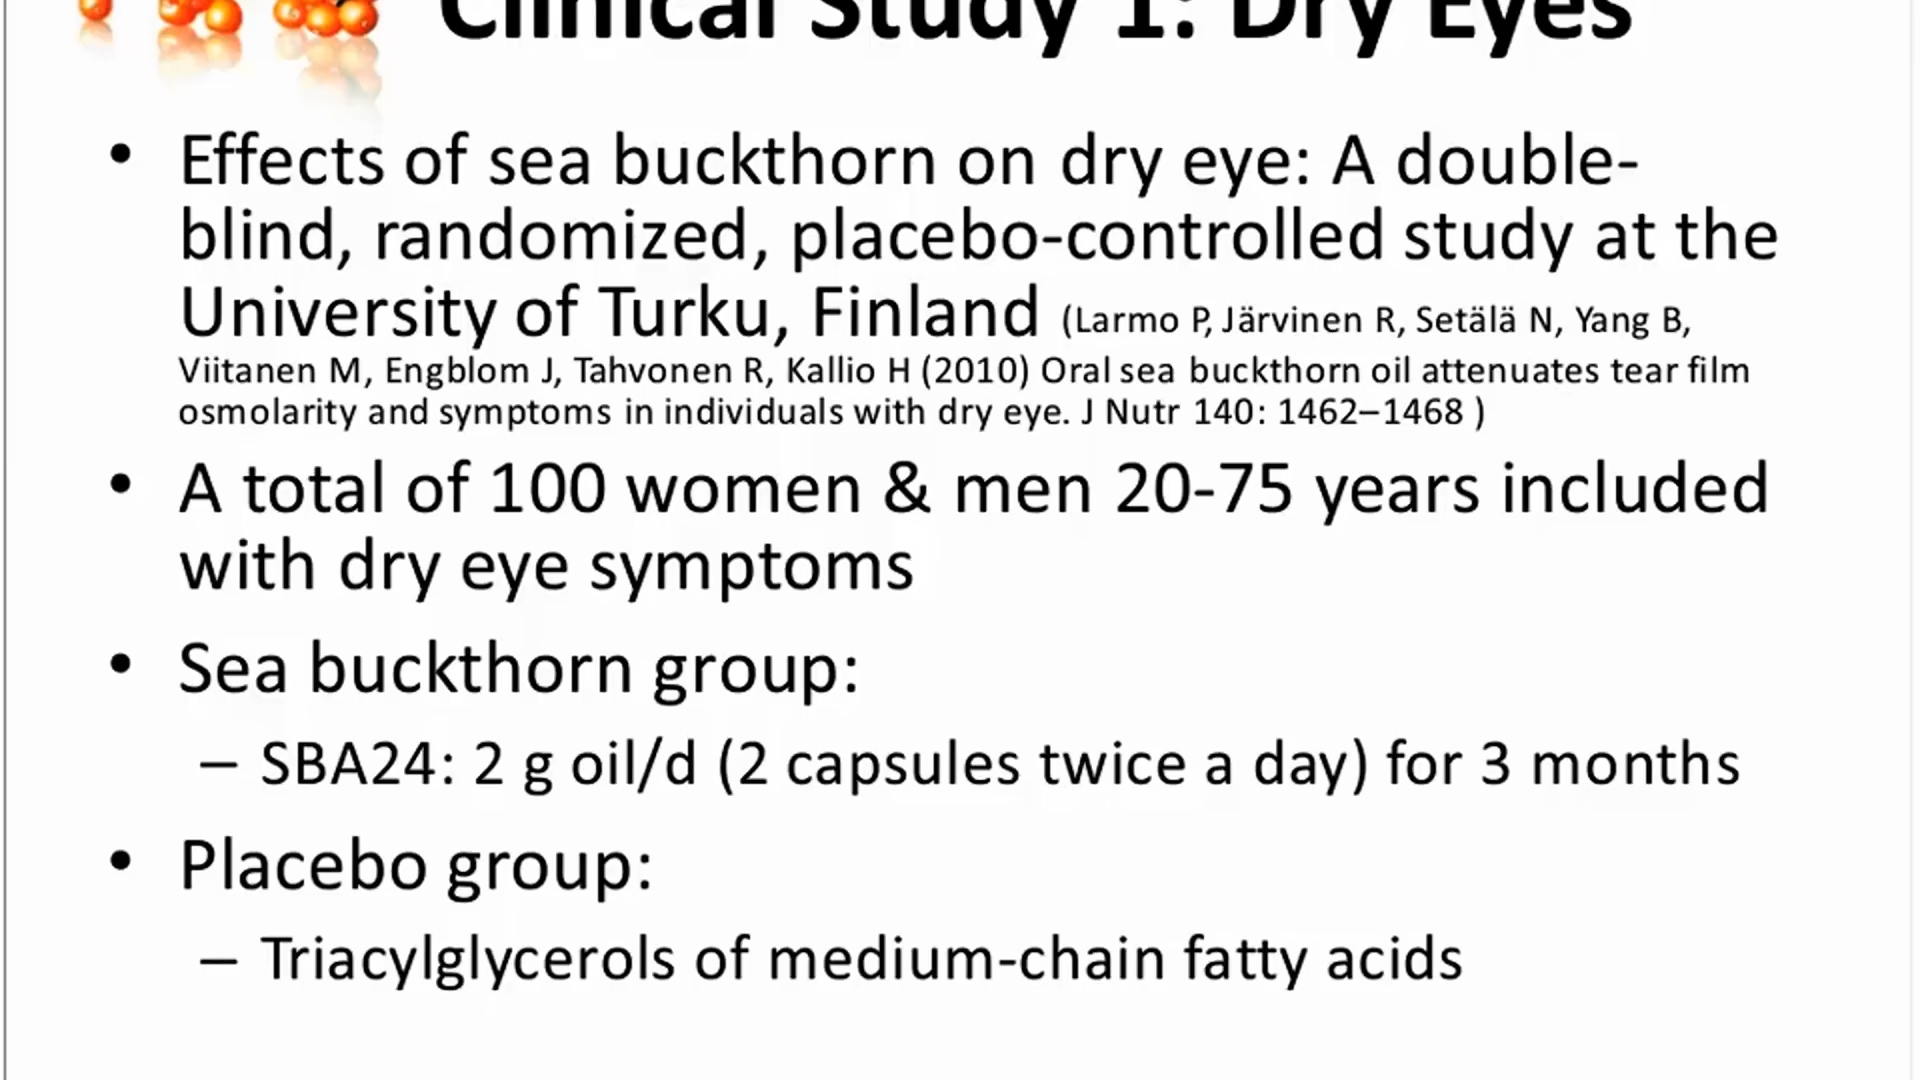 Clinical Study 1: Dry Eyes
• Effects of sea buckthorn on dry eye: A double-
blind, randomized, placebo-controlled study at the
University of Turku, Finland (Larmo P, Järvinen R, Setälä N, Yang B,
Viitanen M, Engblom J, Tahvonen R, Kallio H (2010) Oral sea buckthorn oil attenuates tear film
osmolarity and symptoms in individuals with dry eye. J Nutr 140: 1462–1468 )
• A total of 100 women & men 20-75 years included
with dry eye symptoms
• Sea buckthorn group:
– SBA24: 2 g oil/d (2 capsules twice a day) for 3 months
• Placebo group:
– Triacylglycerols of medium-chain fatty acids